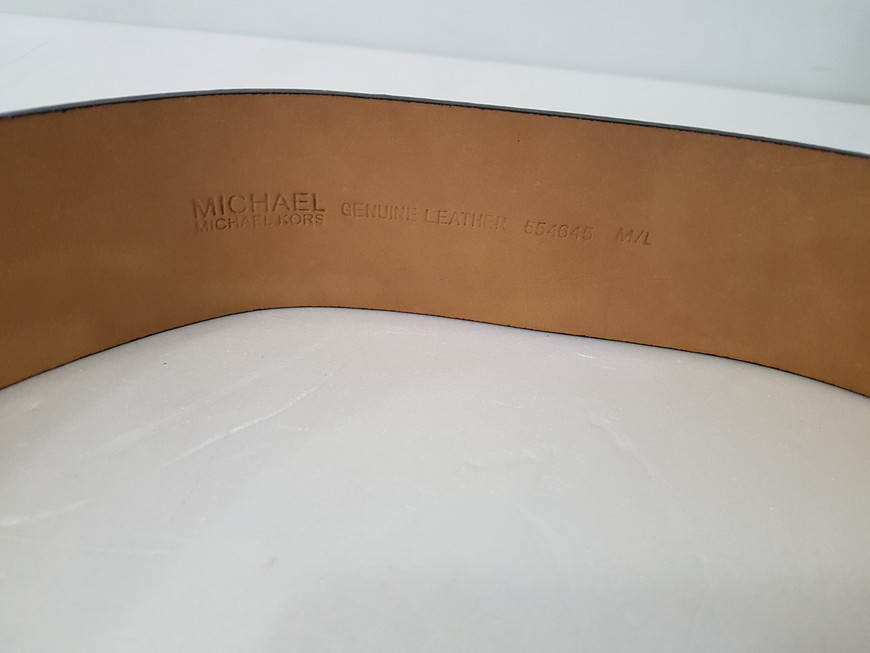 MICHAEL
MICHAEL KORS
GENUINE LEATHER 554645 M/L